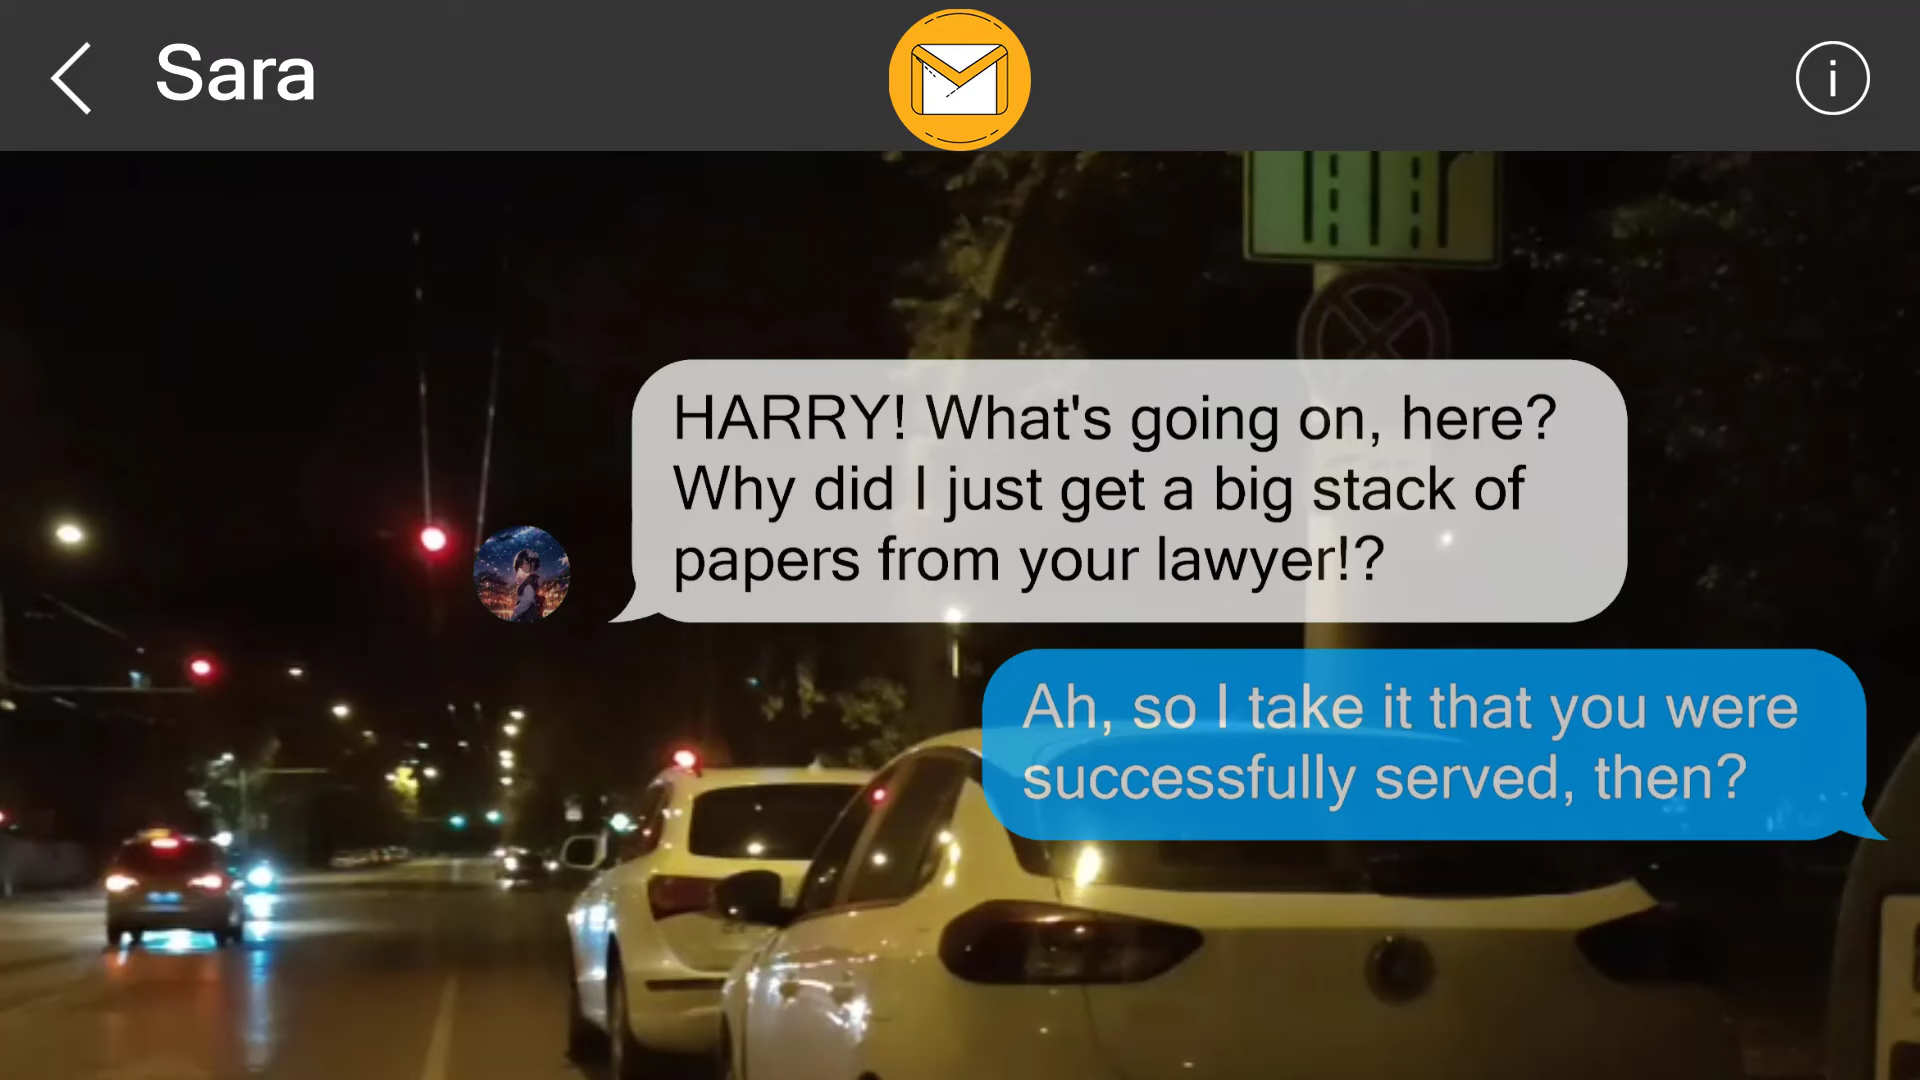 Sara
HARRY! What's going on, here?
Why did I just get a big stack of
papers from your lawyer!?
Ah, so I take it that you were
successfully served, then?